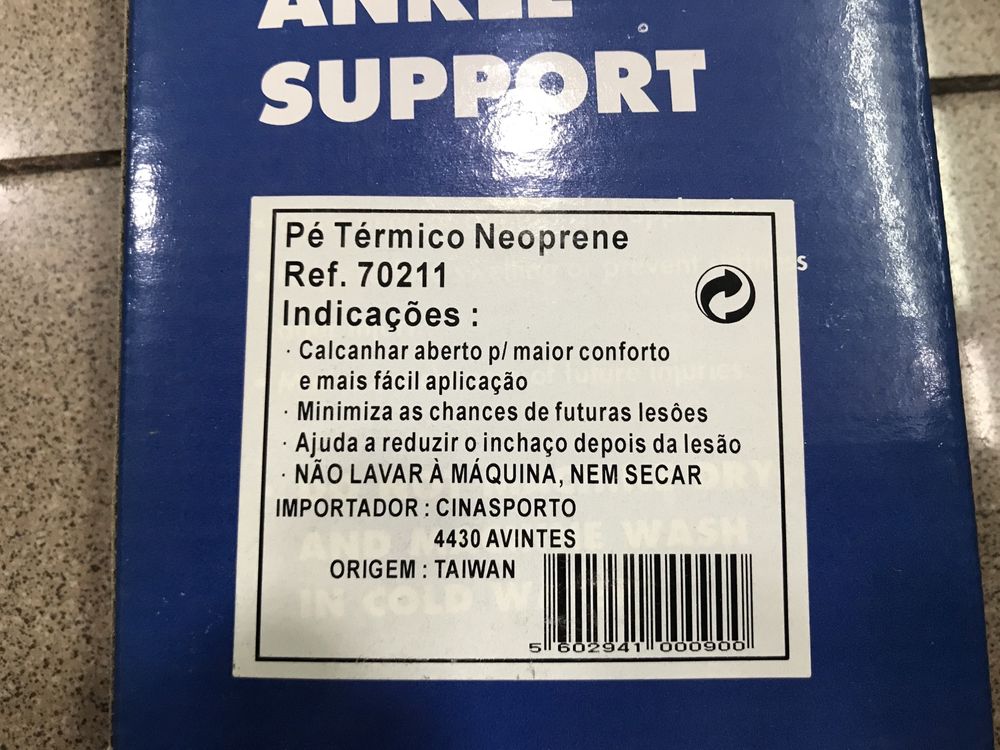 ANKLE
SUPPORT
Pé Térmico Neoprene
Ref. 70211
Indicações :
· Calcanhar aberto p/ maior conforto
e mais fácil aplicação
· Minimiza as chances de futuras lesôes
· Ajuda a reduzir o inchaço depois da lesão
· NÃO LAVAR À MÁQUINA, NEM SECAR
IMPORTADOR : CINASPORTO
4430 AVINTES
ORIGEM : TAIWAN
5 602941 000900